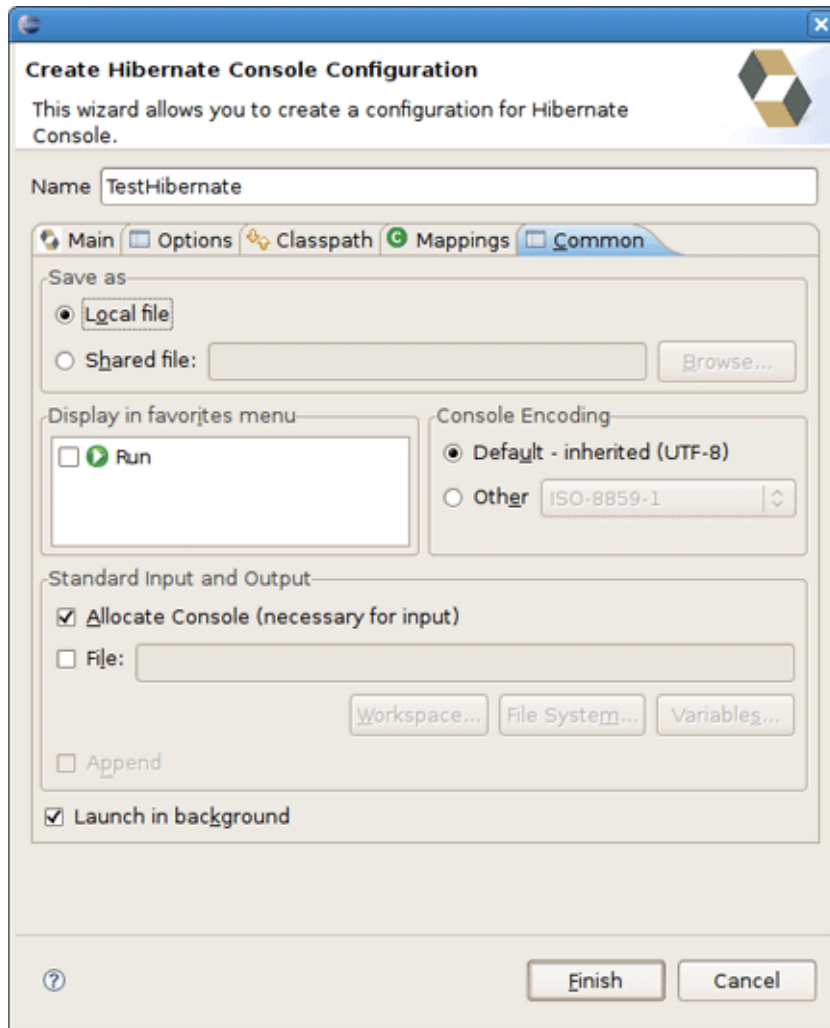 Create Hibernate Console Configuration
This wizard allows you to create a configuration for Hibernate
Console.
Name TestHibernate
Main Options Classpath C Mappings Common
Save as
Local file
Shared file: Browse...
Display in favorites menu
Run
Console Encoding
Default - inherited (UTF-8)
Other ISO-8859-1
Standard Input and Output
Allocate Console (necessary for input)
File:
Workspace... File System... Variables...
Append
Launch in background
? Finish Cancel